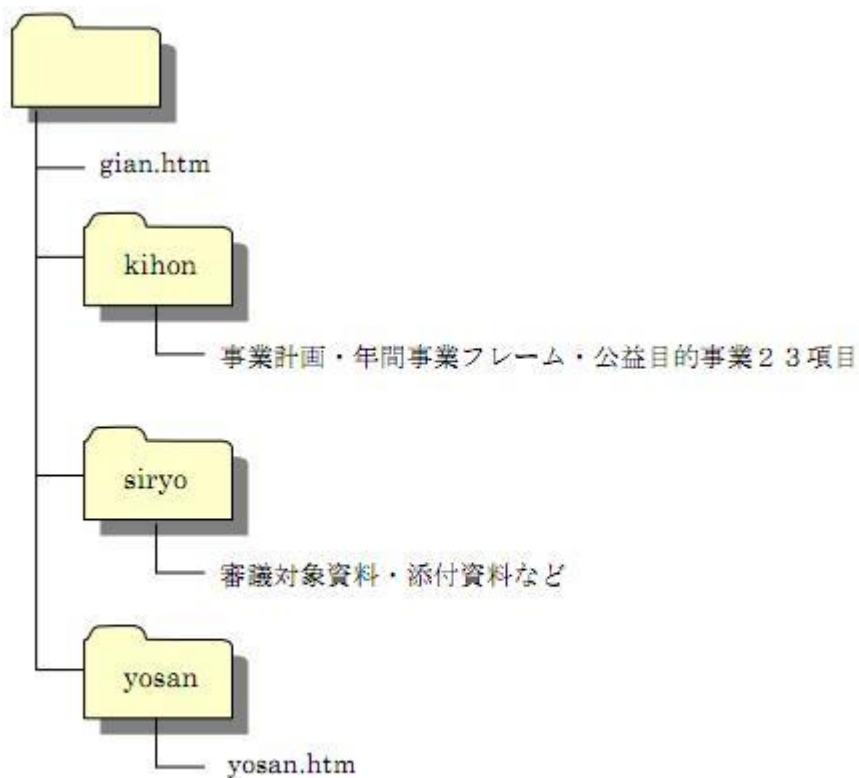 gian.htm
kihon
事業計画・年間事業フレーム・公益目的事業２３項目
siryo
審議対象資料・添付資料など
yosan
yosan.htm